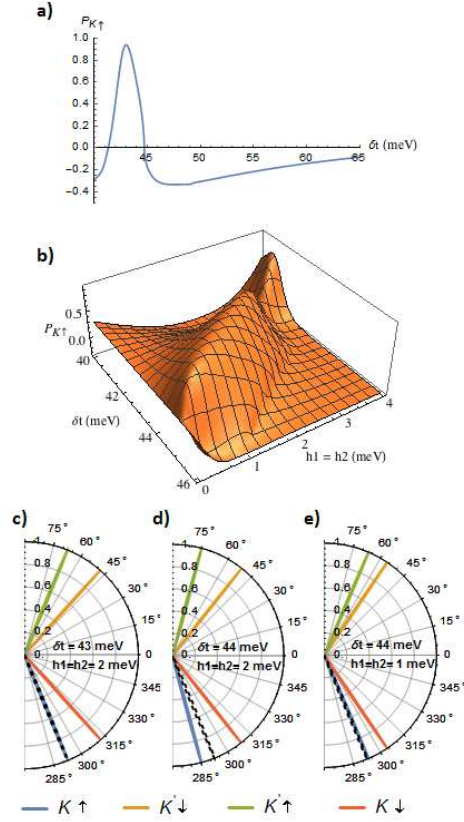 a)
P_K↑
1.0
0.8
0.6
0.4
0.2
0.0
−0.2
−0.4
45 50 55 60 65
δt (meV)
b)
P_K↑
0.5
0.0
40
42
44
46
δt (meV)
0 1 2 3 4
h1 = h2 (meV)
c) d) e)
75° 60° 45° 30° 15° 0° 345° 330° 315° 300° 285°
1 0.8 0.6 0.4 0.2 0
δt = 43 meV
h1=h2= 2 meV
75° 60° 45° 30° 15° 0° 345° 330° 315° 300° 285°
1 0.8 0.6 0.4 0.2 0
δt = 44 meV
h1=h2= 2 meV
75° 60° 45° 30° 15° 0° 345° 330° 315° 300° 285°
1 0.8 0.6 0.4 0.2 0
δt = 44 meV
h1=h2= 1 meV
K ↑ K'↓ K'↑ K ↓